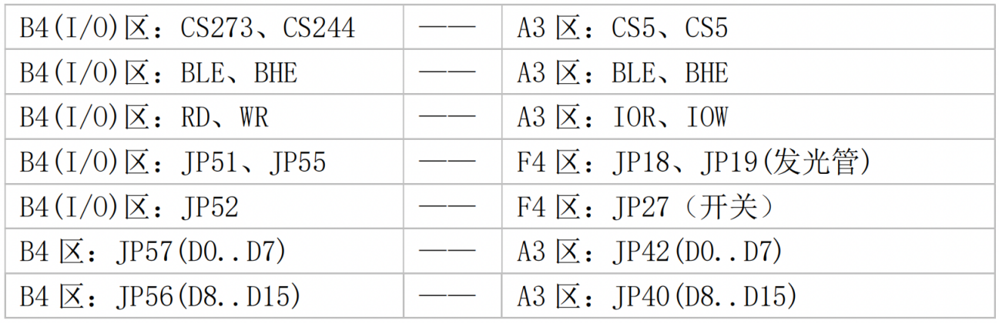 B4(I/O)区：CS273、CS244 —— A3 区：CS5、CS5
B4(I/O)区：BLE、BHE —— A3 区：BLE、BHE
B4(I/O)区：RD、WR —— A3 区：IOR、IOW
B4(I/O)区：JP51、JP55 —— F4 区：JP18、JP19(发光管)
B4(I/O)区：JP52 —— F4 区：JP27（开关）
B4 区：JP57(D0..D7) —— A3 区：JP42(D0..D7)
B4 区：JP56(D8..D15) —— A3 区：JP40(D8..D15)